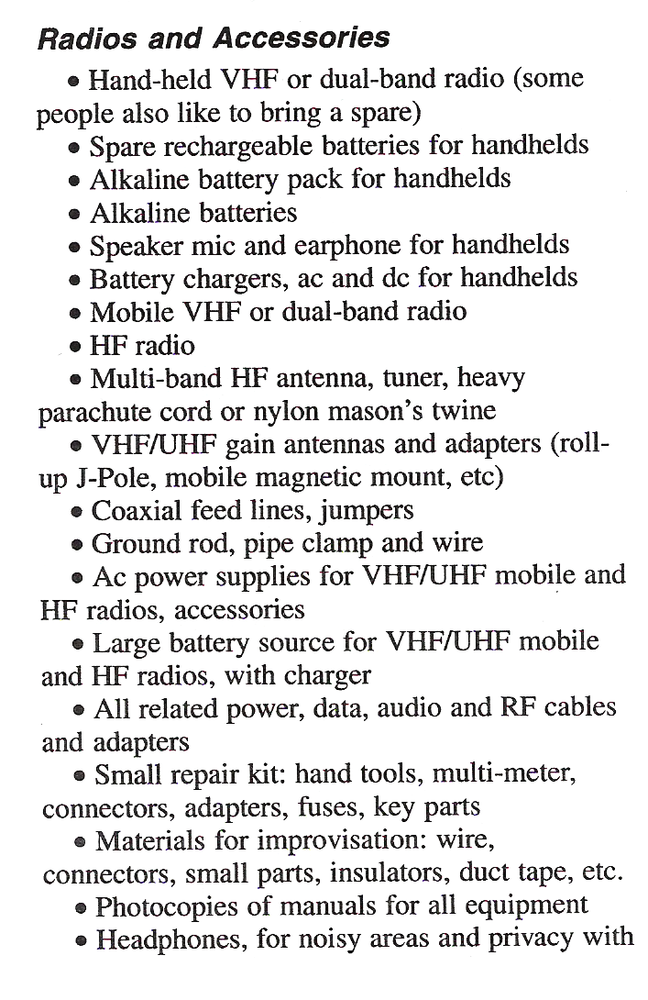 Radios and Accessories
• Hand-held VHF or dual-band radio (some
people also like to bring a spare)
• Spare rechargeable batteries for handhelds
• Alkaline battery pack for handhelds
• Alkaline batteries
• Speaker mic and earphone for handhelds
• Battery chargers, ac and dc for handhelds
• Mobile VHF or dual-band radio
• HF radio
• Multi-band HF antenna, tuner, heavy
parachute cord or nylon mason's twine
• VHF/UHF gain antennas and adapters (roll-
up J-Pole, mobile magnetic mount, etc)
• Coaxial feed lines, jumpers
• Ground rod, pipe clamp and wire
• Ac power supplies for VHF/UHF mobile and
HF radios, accessories
• Large battery source for VHF/UHF mobile
and HF radios, with charger
• All related power, data, audio and RF cables
and adapters
• Small repair kit: hand tools, multi-meter,
connectors, adapters, fuses, key parts
• Materials for improvisation: wire,
connectors, small parts, insulators, duct tape, etc.
• Photocopies of manuals for all equipment
• Headphones, for noisy areas and privacy with